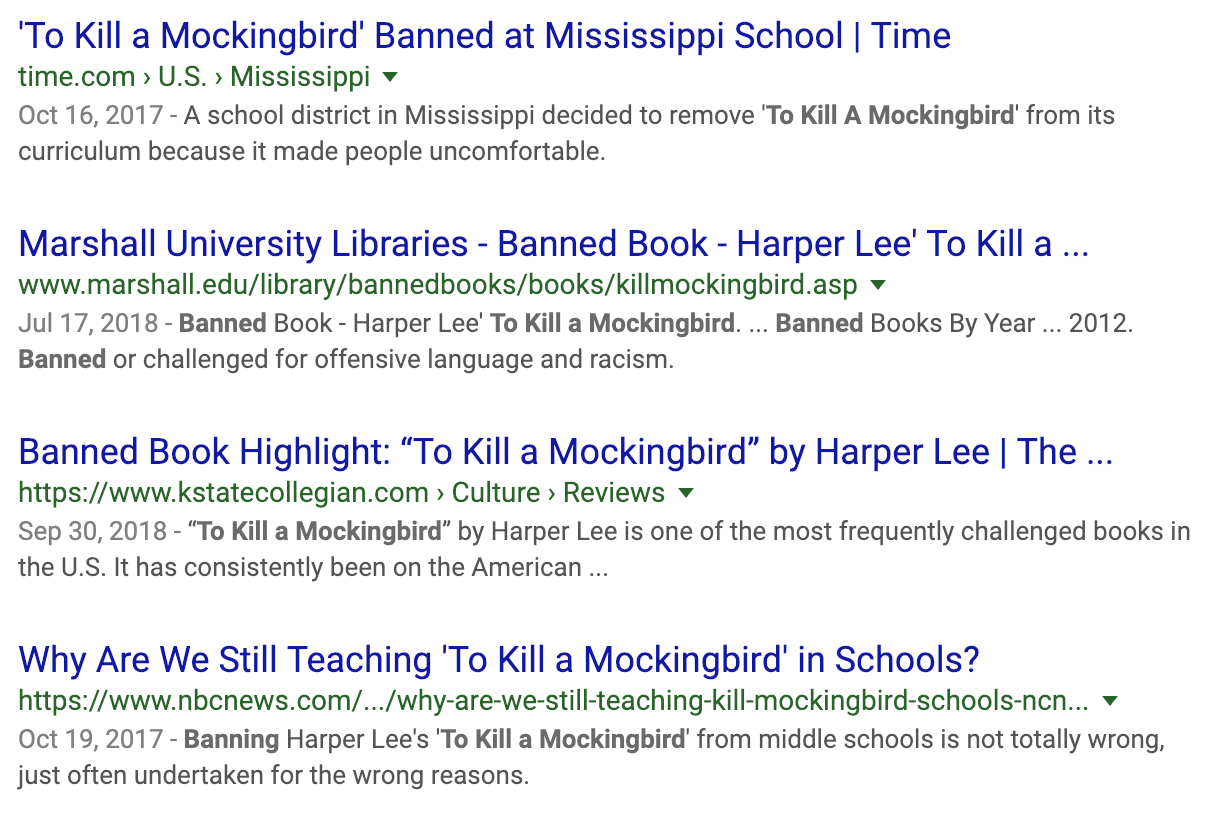 'To Kill a Mockingbird' Banned at Mississippi School | Time
time.com › U.S. › Mississippi ▼
Oct 16, 2017 - A school district in Mississippi decided to remove 'To Kill A Mockingbird' from its
curriculum because it made people uncomfortable.
Marshall University Libraries - Banned Book - Harper Lee' To Kill a ...
www.marshall.edu/library/bannedbooks/books/killmockingbird.asp ▼
Jul 17, 2018 - Banned Book - Harper Lee' To Kill a Mockingbird. ... Banned Books By Year ... 2012.
Banned or challenged for offensive language and racism.
Banned Book Highlight: “To Kill a Mockingbird” by Harper Lee | The ...
https://www.kstatecollegian.com › Culture › Reviews ▼
Sep 30, 2018 - “To Kill a Mockingbird” by Harper Lee is one of the most frequently challenged books in
the U.S. It has consistently been on the American ...
Why Are We Still Teaching 'To Kill a Mockingbird' in Schools?
https://www.nbcnews.com/.../why-are-we-still-teaching-kill-mockingbird-schools-ncn... ▼
Oct 19, 2017 - Banning Harper Lee's 'To Kill a Mockingbird' from middle schools is not totally wrong,
just often undertaken for the wrong reasons.